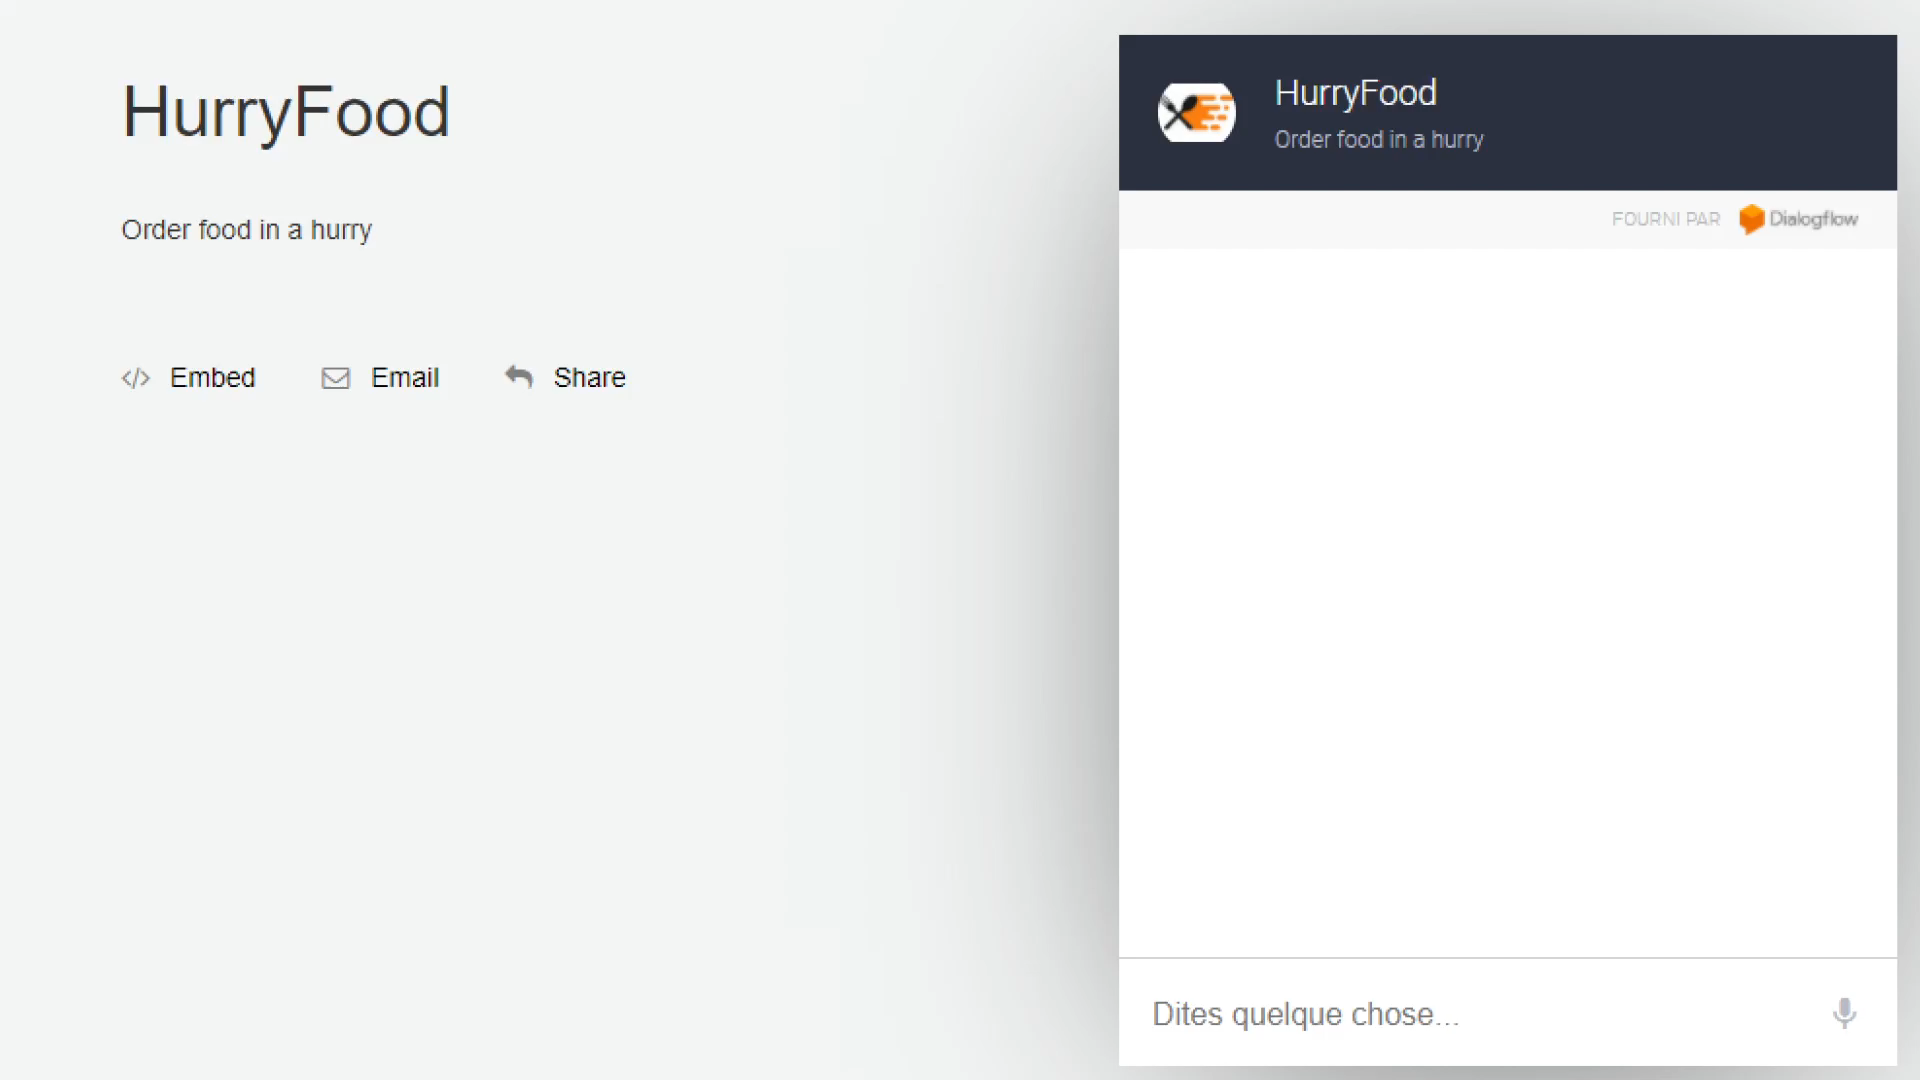 HurryFood
Order food in a hurry
Embed
Email
Share
HurryFood
Order food in a hurry
FOURNI PAR Dialogflow
Dites quelque chose...